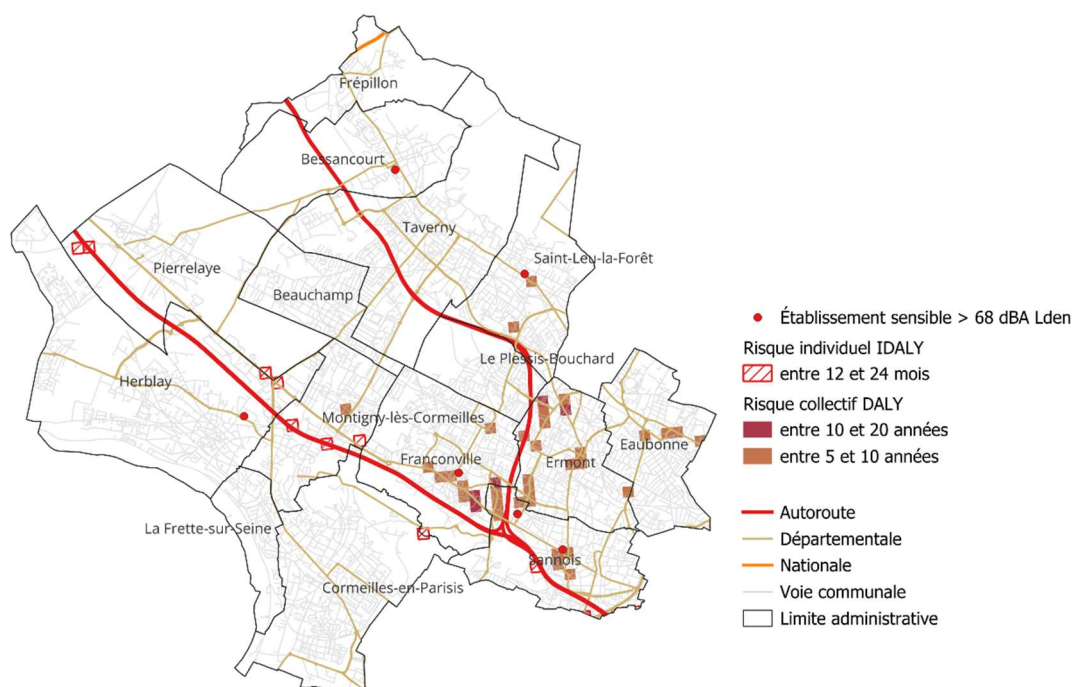 Frépillon
Bessancourt
Taverny
Saint-Leu-la-Forêt
Pierrelaye
Beauchamp
Le Plessis-Bouchard
Herblay
Montigny-lès-Cormeilles
Eaubonne
Franconville
Ermont
La Frette-sur-Seine
Sannois
Cormeilles-en-Parisis
Établissement sensible > 68 dBA Lden
Risque individuel IDALY
entre 12 et 24 mois
Risque collectif DALY
entre 10 et 20 années
entre 5 et 10 années
Autoroute
Départementale
Nationale
Voie communale
Limite administrative